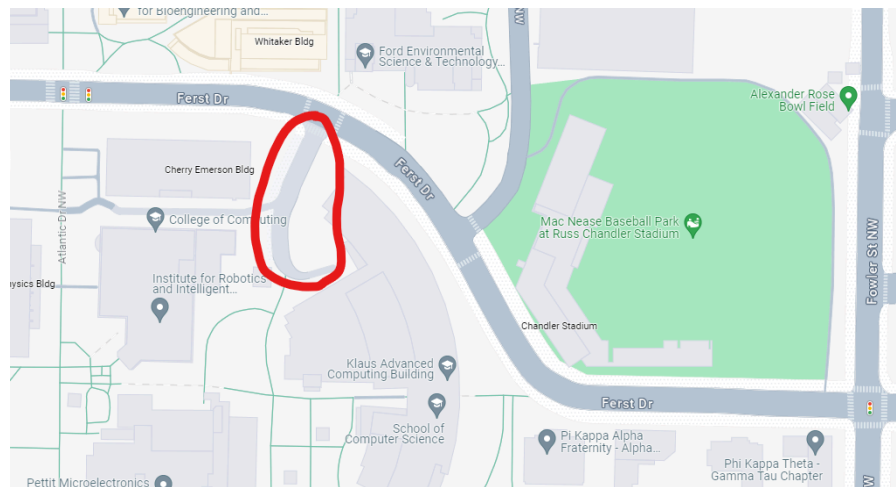 for Bioengineering and...
Whitaker Bldg
Ford Environmental
Science & Technology...
NW
Ferst Dr
Alexander Rose
Bowl Field
Cherry Emerson Bldg
Ferst Dr
Atlantic Dr NW
College of Computing
Mac Nease Baseball Park
at Russ Chandler Stadium
Fowler St NW
Institute for Robotics
and Intelligent...
ysics Bldg
Chandler Stadium
Klaus Advanced
Computing Building
Ferst Dr
School of
Computer Science
Pi Kappa Alpha
Fraternity - Alpha...
Phi Kappa Theta -
Gamma Tau Chapter
Pettit Microelectronics
NW